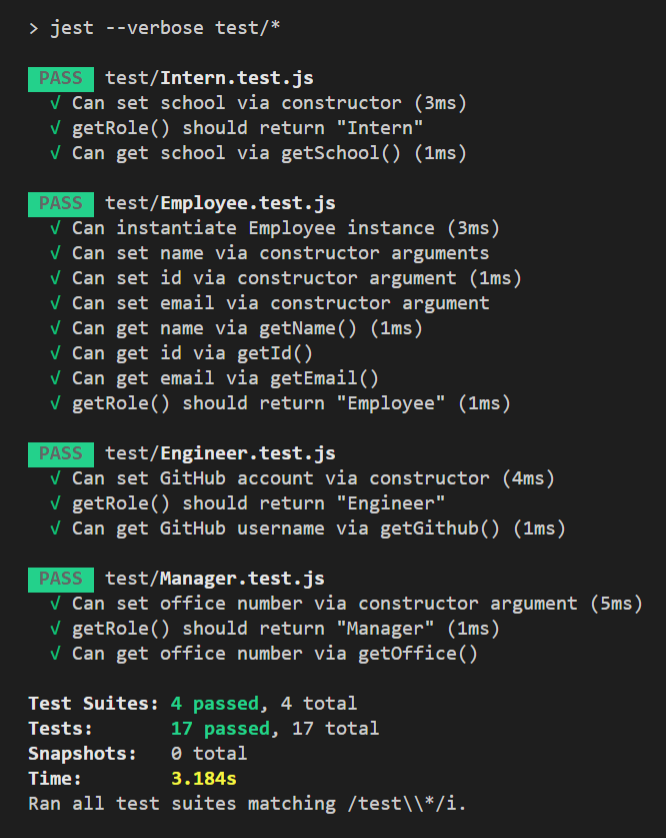 > jest --verbose test/*
PASS test/Intern.test.js
√ Can set school via constructor (3ms)
√ getRole() should return "Intern"
√ Can get school via getSchool() (1ms)
PASS test/Employee.test.js
√ Can instantiate Employee instance (3ms)
√ Can set name via constructor arguments
√ Can set id via constructor argument (1ms)
√ Can set email via constructor argument
√ Can get name via getName() (1ms)
√ Can get id via getId()
√ Can get email via getEmail()
√ getRole() should return "Employee" (1ms)
PASS test/Engineer.test.js
√ Can set GitHub account via constructor (4ms)
√ getRole() should return "Engineer"
√ Can get GitHub username via getGithub() (1ms)
PASS test/Manager.test.js
√ Can set office number via constructor argument (5ms)
√ getRole() should return "Manager" (1ms)
√ Can get office number via getOffice()
Test Suites: 4 passed, 4 total
Tests: 17 passed, 17 total
Snapshots: 0 total
Time: 3.184s
Ran all test suites matching /test\\*/i.